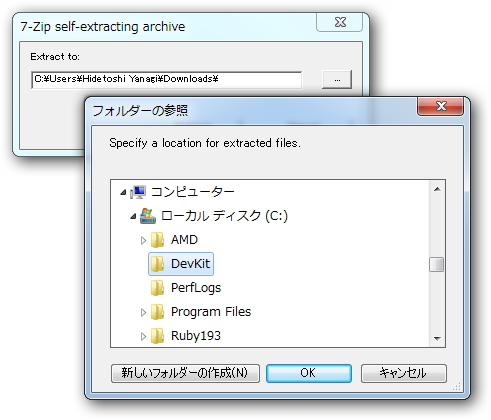 7-Zip self-extracting archive
Extract to:
C:¥Users¥Hidetoshi Yanagi¥Downloads¥
...
フォルダーの参照
Specify a location for extracted files.
コンピューター
ローカル ディスク (C:)
AMD
DevKit
PerfLogs
Program Files
Ruby193
新しいフォルダーの作成(N)
OK
キャンセル